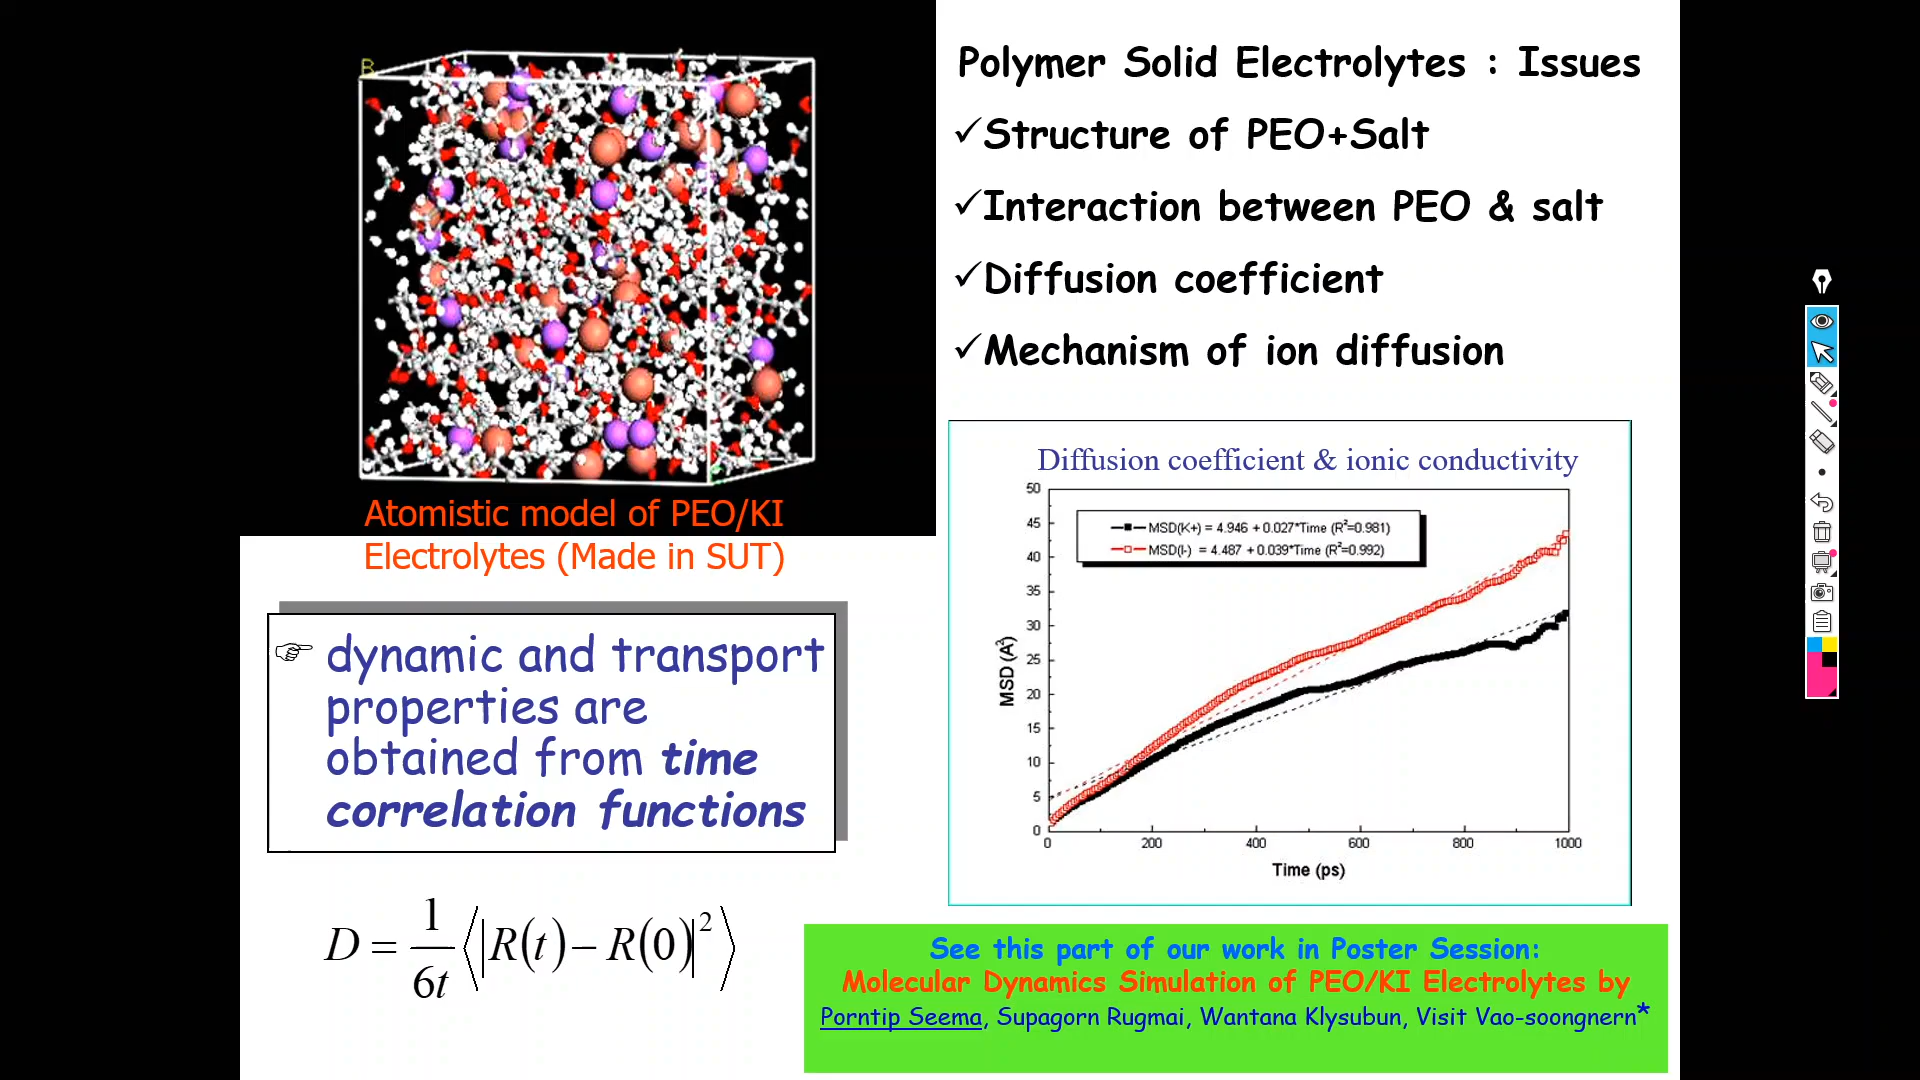 B
Atomistic model of PEO/KI
Electrolytes (Made in SUT)
dynamic and transport
properties are
obtained from time
correlation functions
D = 1/6t ⟨|R(t) − R(0)|²⟩
Polymer Solid Electrolytes : Issues
✓Structure of PEO+Salt
✓Interaction between PEO & salt
✓Diffusion coefficient
✓Mechanism of ion diffusion
Diffusion coefficient & ionic conductivity
MSD(K+) = 4.946 + 0.027*Time (R²=0.981)
MSD(I-) = 4.487 + 0.039*Time (R²=0.992)
50
45
40
35
30
25
20
15
10
5
0
MSD (A²)
0 200 400 600 800 1000
Time (ps)
See this part of our work in Poster Session:
Molecular Dynamics Simulation of PEO/KI Electrolytes by
Porntip Seema, Supagorn Rugmai, Wantana Klysubun, Visit Vao-soongnern*